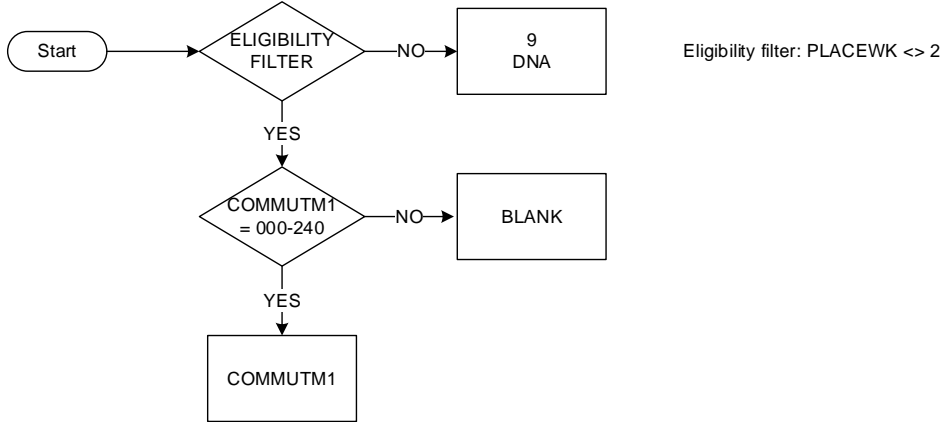 Start
ELIGIBILITY
FILTER
NO
9
DNA
Eligibility filter: PLACEWK <> 2
YES
COMMUTM1
= 000-240
NO
BLANK
YES
COMMUTM1